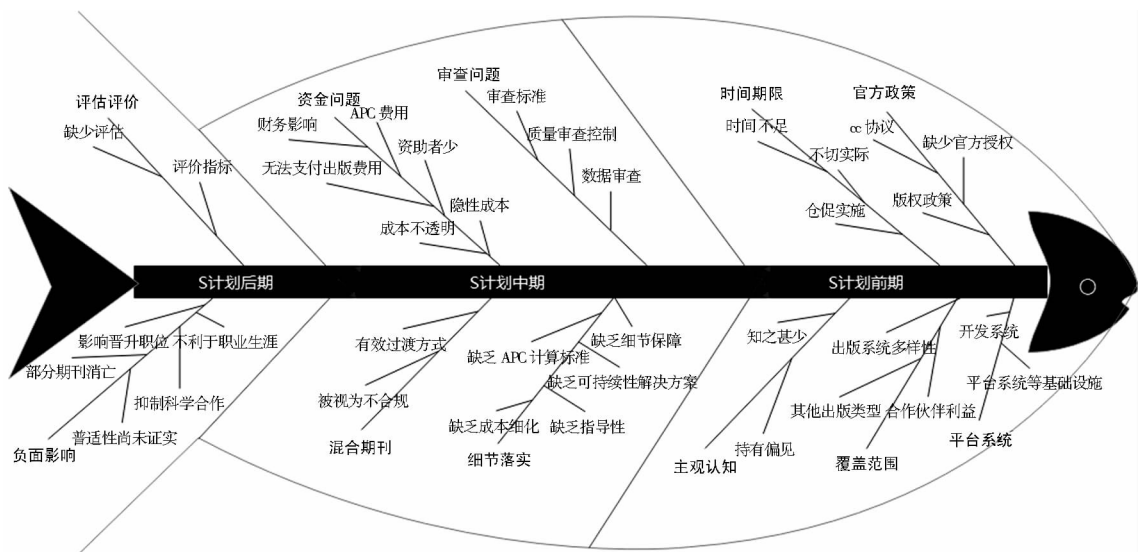 评估评价
缺少评估
评价指标
资金问题
APC 费用
财务影响
资助者少
无法支付出版费用
隐性成本
成本不透明
审查问题
审查标准
质量审查控制
数据审查
时间期限
时间不足
不切实际
仓促实施
官方政策
cc 协议
缺少官方授权
版权政策
S计划后期
S计划中期
S计划前期
影响晋升职位
不利于职业生涯
部分期刊消亡
抑制科学合作
普适性尚未证实
负面影响
有效过渡方式
被视为不合规
混合期刊
缺乏细节保障
缺乏 APC 计算标准
缺乏可持续性解决方案
缺乏成本细化
缺乏指导性
细节落实
知之甚少
持有偏见
主观认知
出版系统多样性
其他出版类型
合作伙伴利益
覆盖范围
开发系统
平台系统等基础设施
平台系统